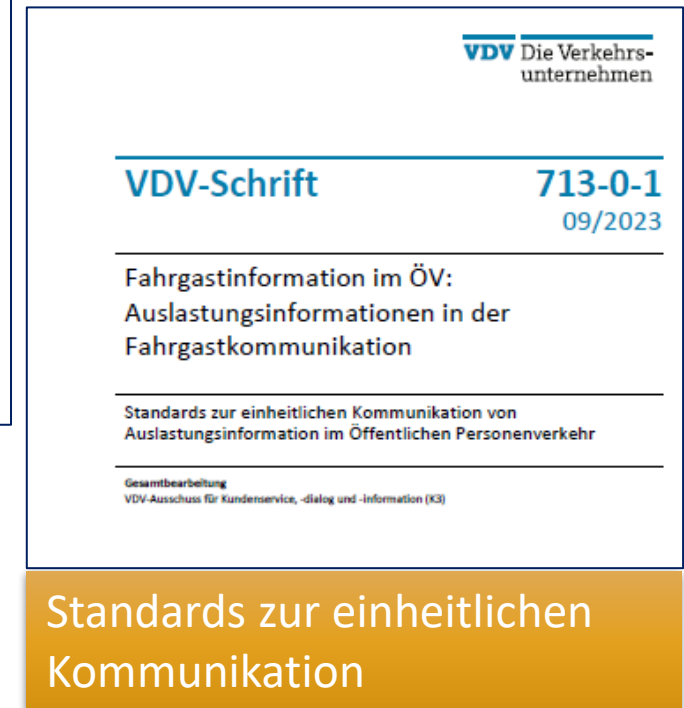 VDV Die Verkehrs-
unternehmen
VDV-Schrift 713-0-1
09/2023
Fahrgastinformation im ÖV:
Auslastungsinformationen in der
Fahrgastkommunikation
Standards zur einheitlichen Kommunikation von
Auslastungsinformation im Öffentlichen Personenverkehr
Gesamtbearbeitung
VDV-Ausschuss für Kundenservice, -dialog und -information (K3)
Standards zur einheitlichen
Kommunikation